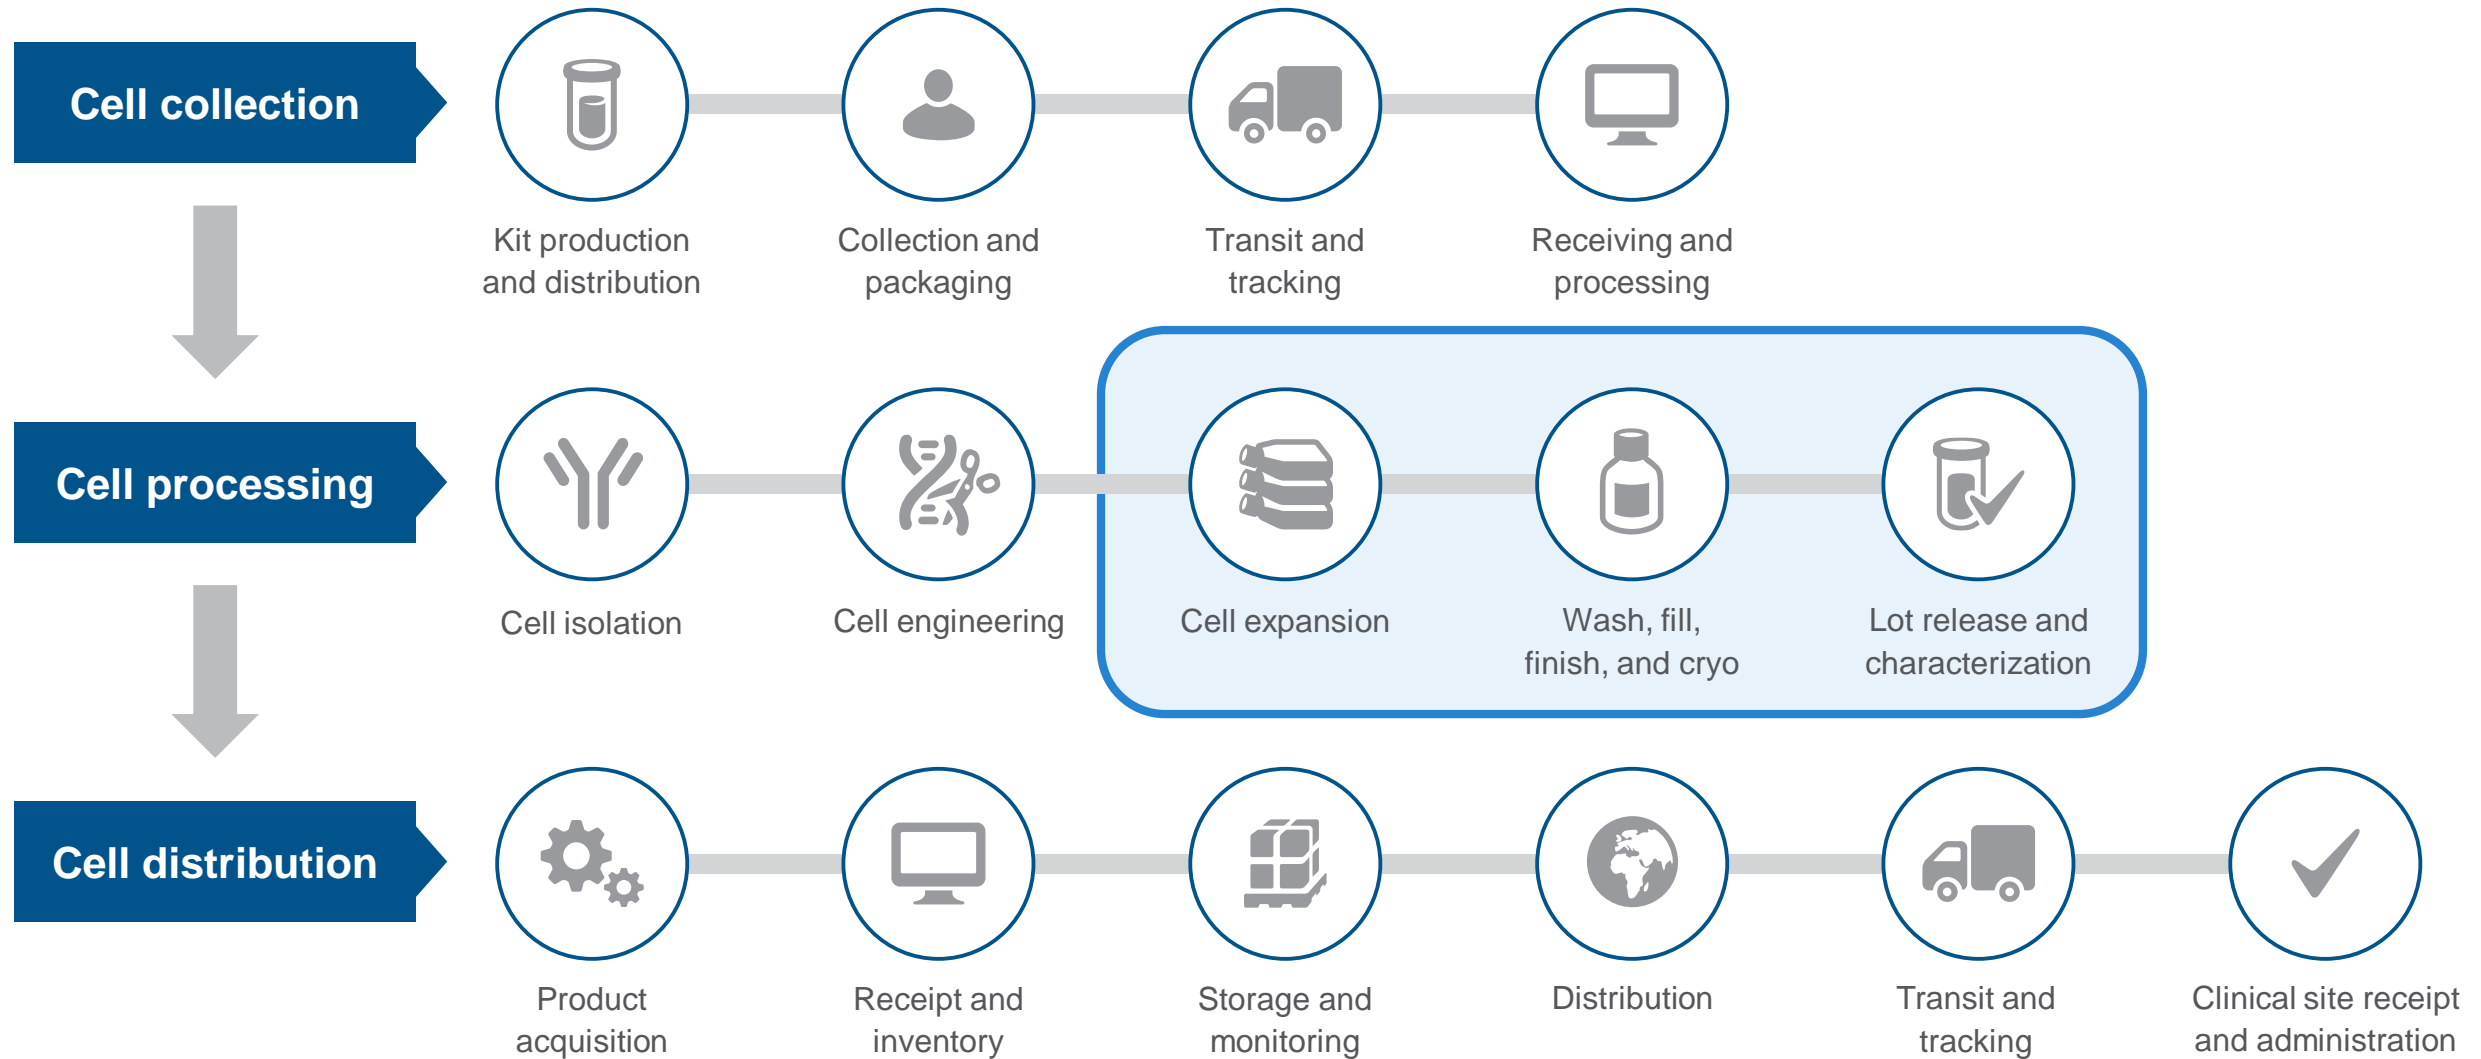 Cell collection
Kit production
and distribution
Collection and
packaging
Transit and
tracking
Receiving and
processing
Cell processing
Cell isolation
Cell engineering
Cell expansion
Wash, fill,
finish, and cryo
Lot release and
characterization
Cell distribution
Product
acquisition
Receipt and
inventory
Storage and
monitoring
Distribution
Transit and
tracking
Clinical site receipt
and administration